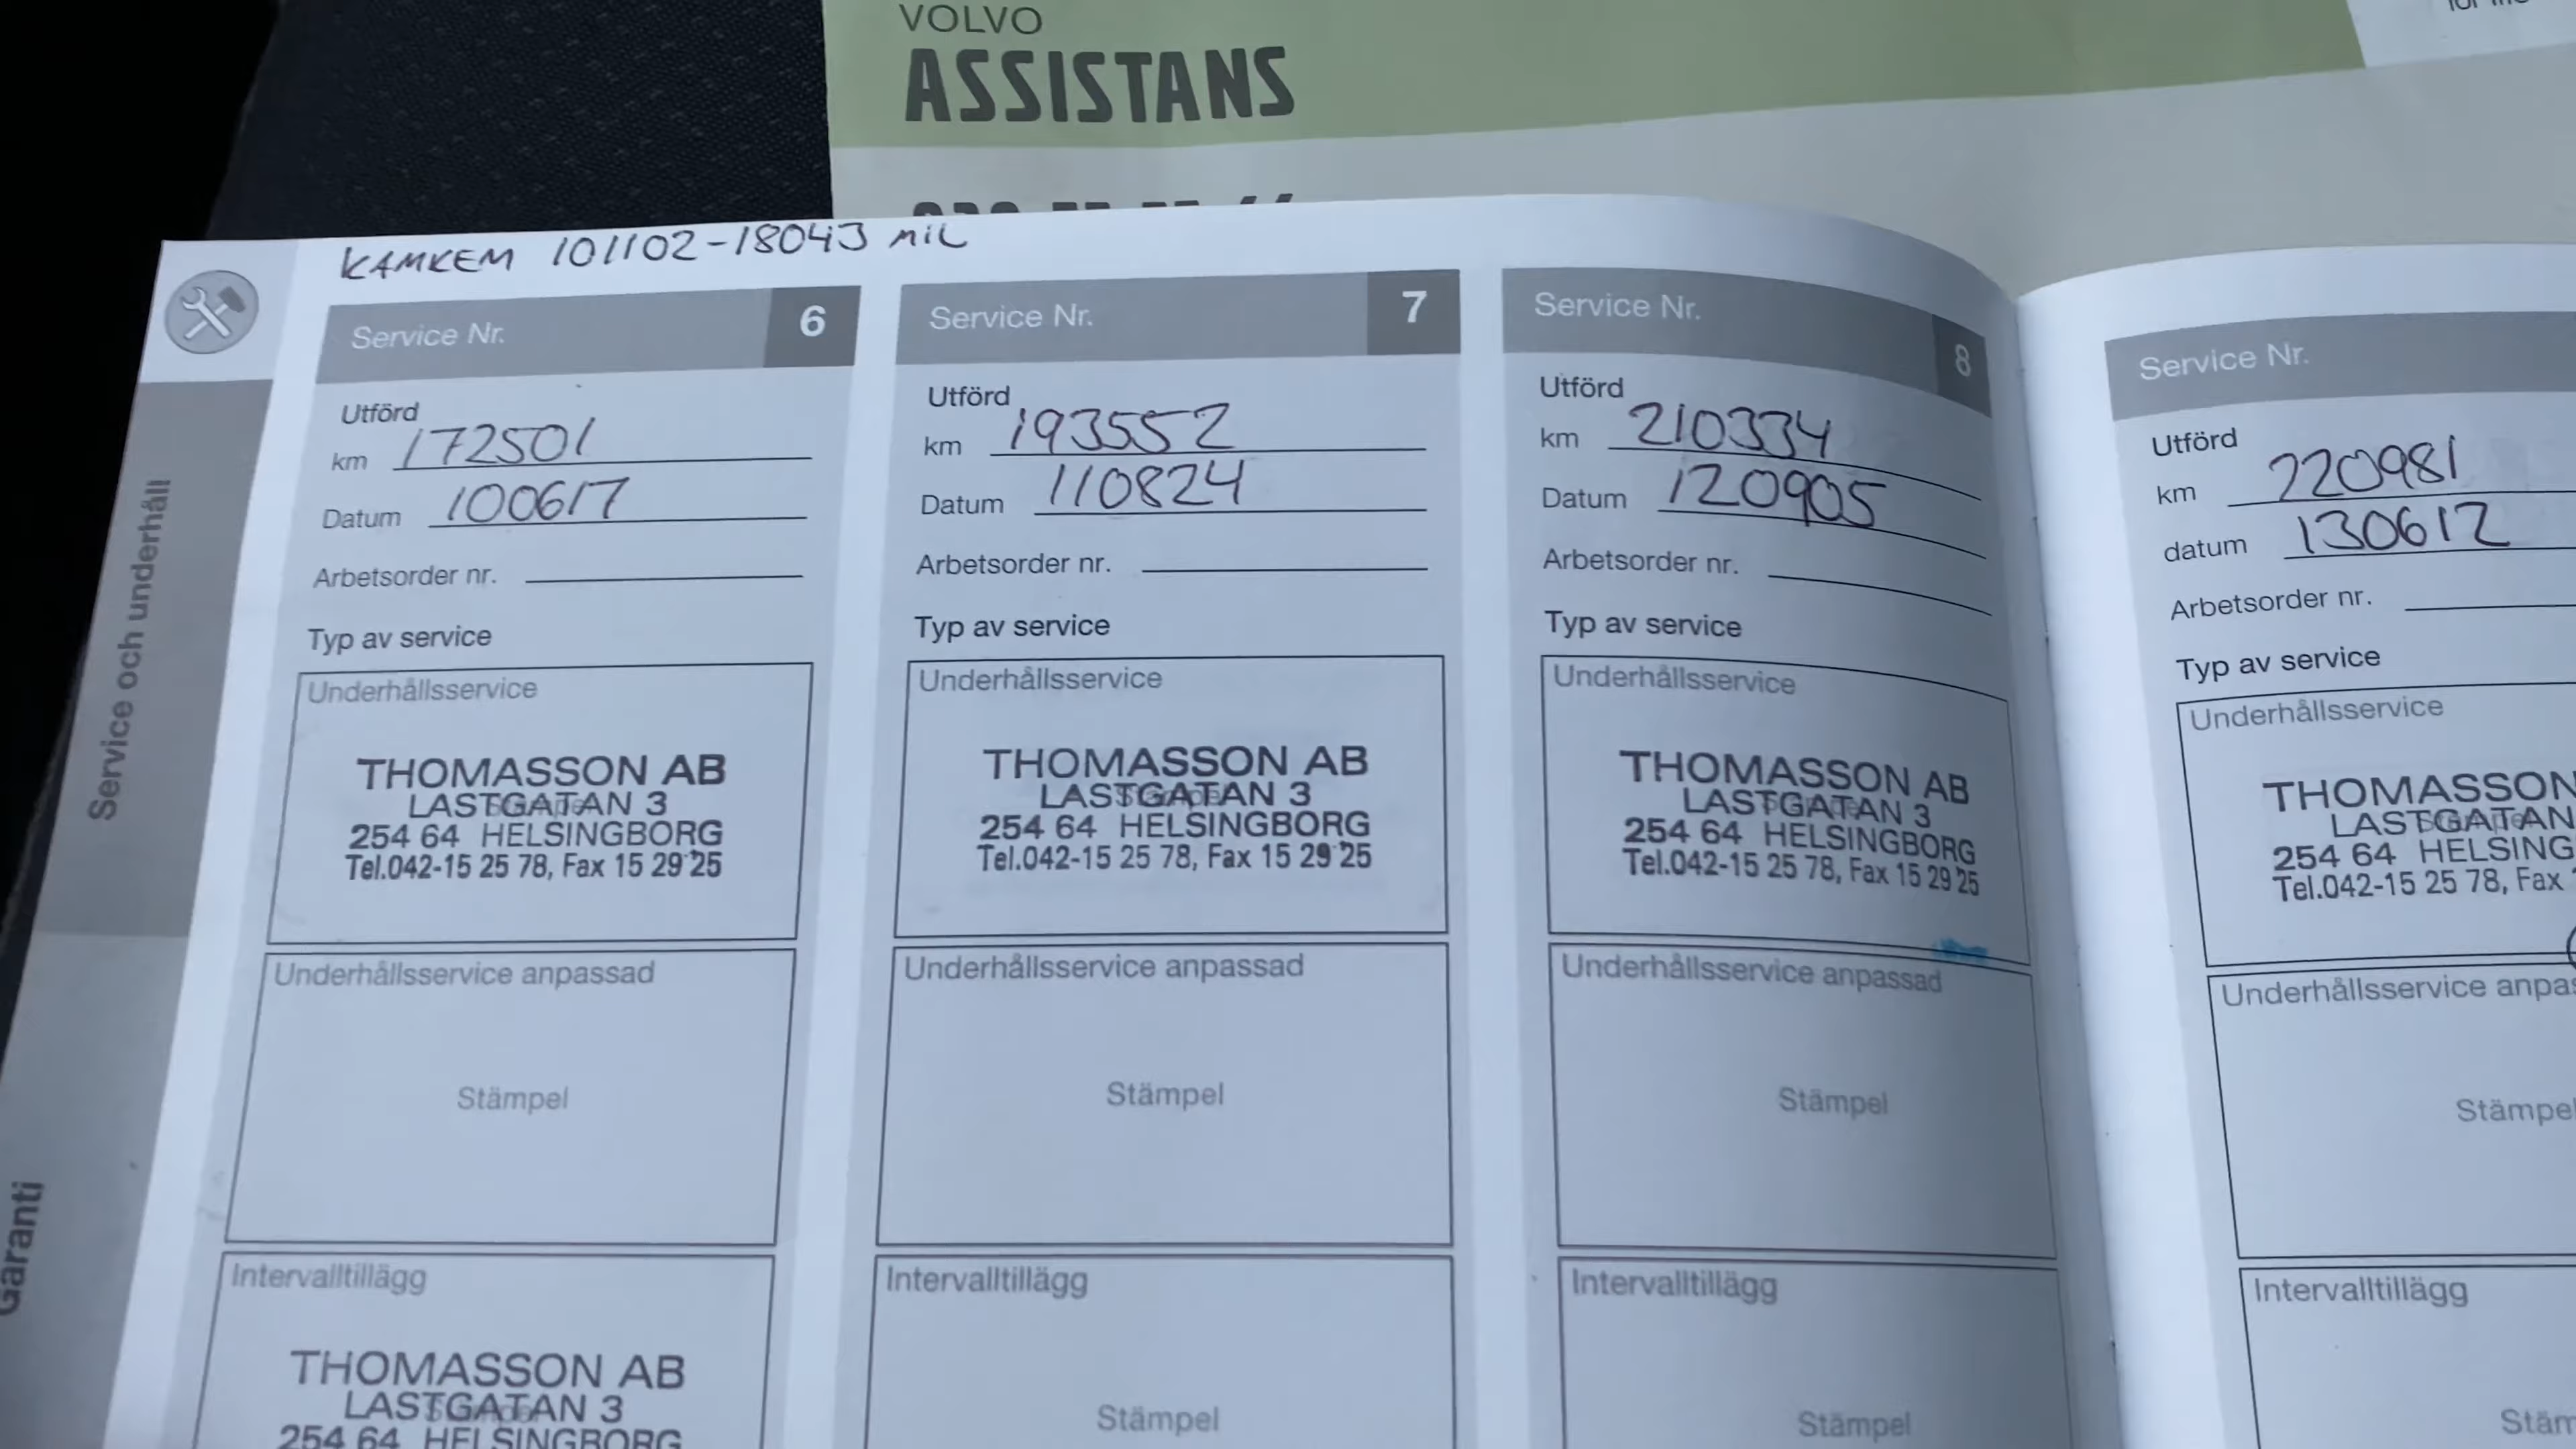 VOLVO
ASSISTANS
KAMKEM 101102-18043 MIL
Service och underhåll
Garanti
Service Nr. 6
Utförd
km 172501
Datum 100617
Arbetsorder nr.
Typ av service
Underhållsservice
THOMASSON AB
LASTGATAN 3
254 64 HELSINGBORG
Tel.042-15 25 78, Fax 15 29 25
Underhållsservice anpassad
Stämpel
Intervalltillägg
THOMASSON AB
LASTGATAN 3
254 64 HELSINGBORG
Service Nr. 7
Utförd
km 193552
Datum 110824
Arbetsorder nr.
Typ av service
Underhållsservice
THOMASSON AB
LASTGATAN 3
254 64 HELSINGBORG
Tel.042-15 25 78, Fax 15 29 25
Underhållsservice anpassad
Stämpel
Intervalltillägg
Stämpel
Service Nr. 8
Utförd
km 210334
Datum 120905
Arbetsorder nr.
Typ av service
Underhållsservice
THOMASSON AB
LASTGATAN 3
254 64 HELSINGBORG
Tel.042-15 25 78, Fax 15 29 25
Underhållsservice anpassad
Stämpel
Intervalltillägg
Stämpel
Service Nr.
Utförd
km 220981
datum 130612
Arbetsorder nr.
Typ av service
Underhållsservice
THOMASSON
LASTGATAN
254 64 HELSING
Tel.042-15 25 78, Fax
Underhållsservice anpas
Stämpel
Intervalltillägg
Stäm